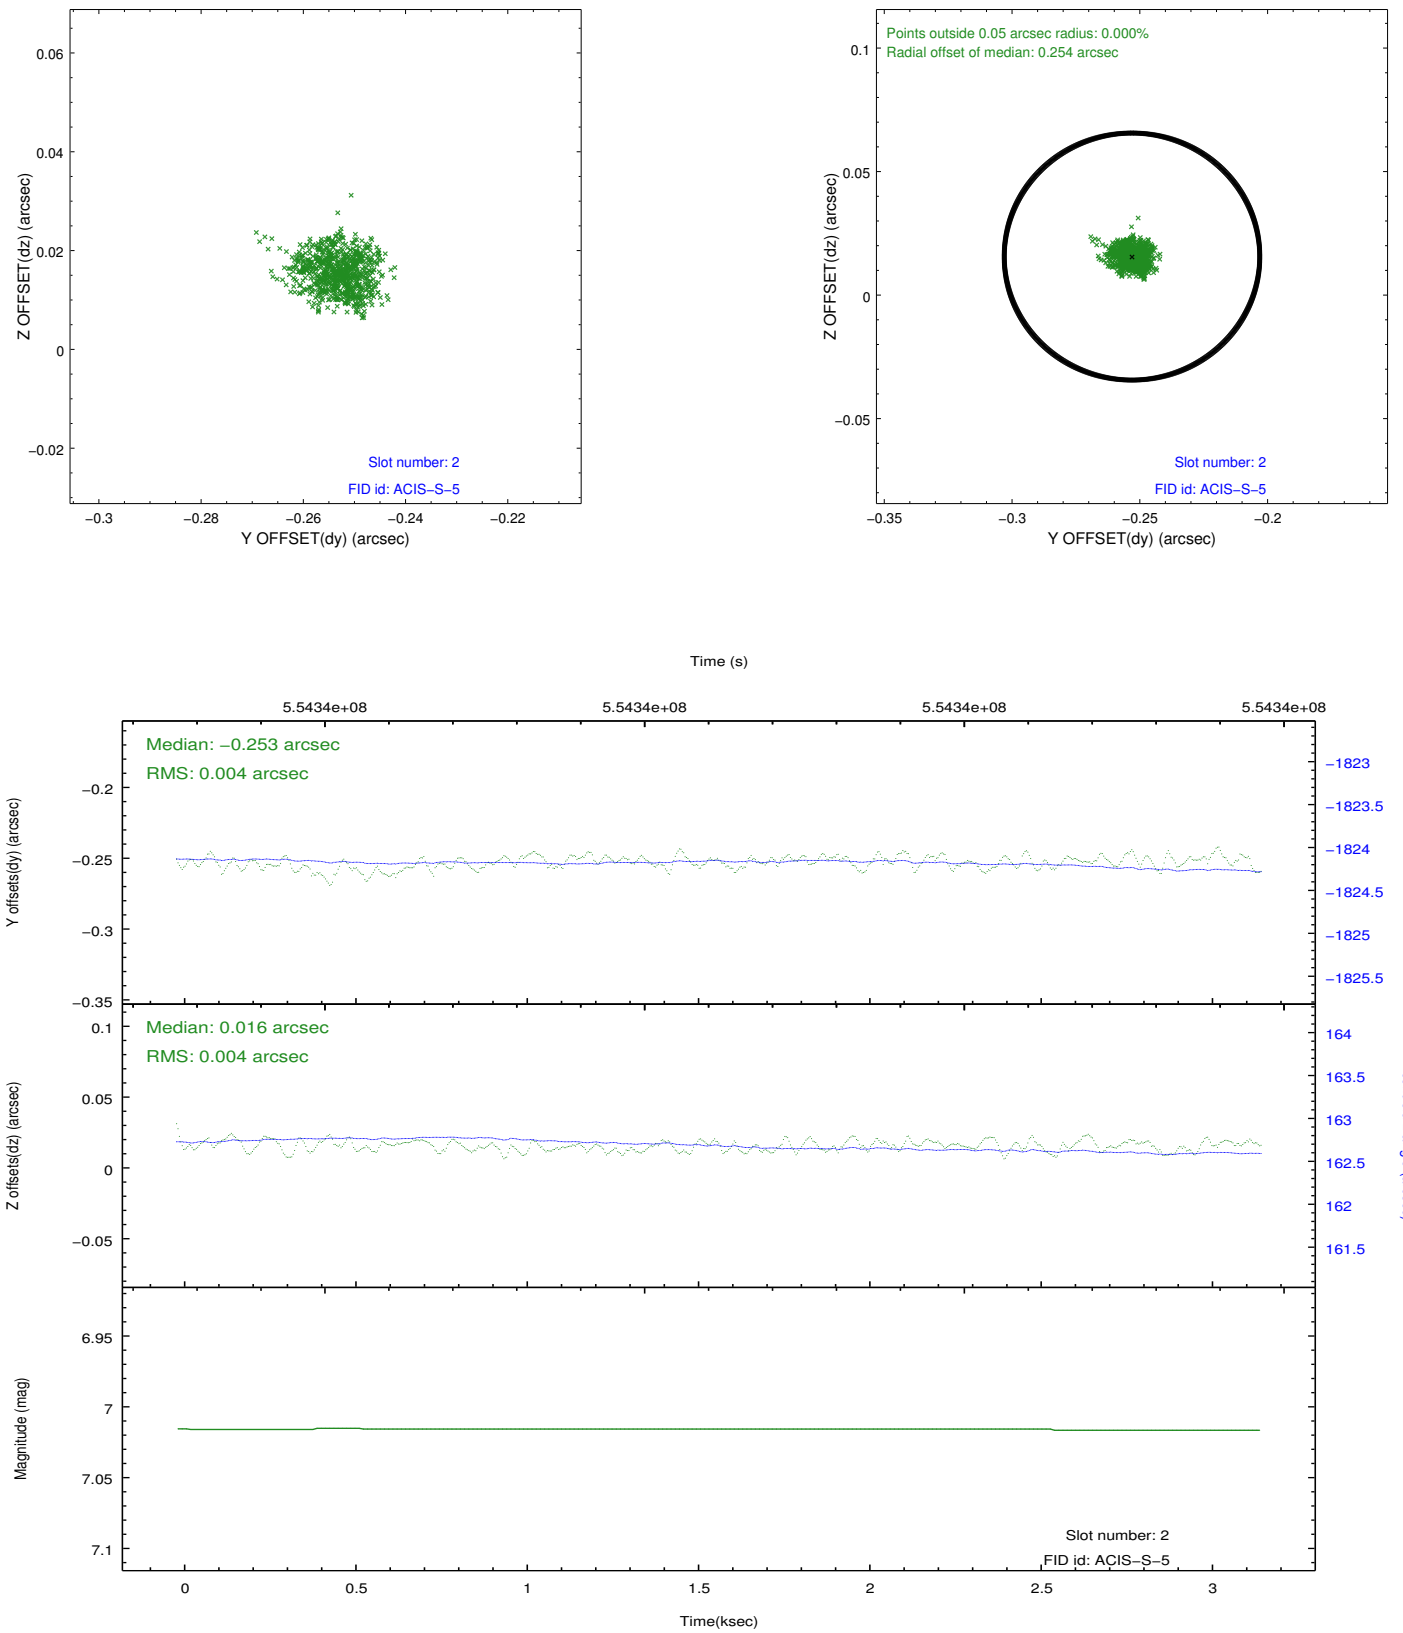 0.06
0.04
0.02
0
−0.02
Z OFFSET(dz) (arcsec)
Slot number: 2
FID id: ACIS−S−5
−0.3
−0.28
−0.26
−0.24
−0.22
Y OFFSET(dy) (arcsec)
Points outside 0.05 arcsec radius: 0.000%
Radial offset of median: 0.254 arcsec
0.1
0.05
0
−0.05
Z OFFSET(dz) (arcsec)
Slot number: 2
FID id: ACIS−S−5
−0.35
−0.3
−0.25
−0.2
Y OFFSET(dy) (arcsec)
Time (s)
5.5434e+08
5.5434e+08
5.5434e+08
5.5434e+08
Median: −0.253 arcsec
RMS: 0.004 arcsec
−0.2
−0.25
−0.3
−0.35
Y offsets(dy) (arcsec)
−1823
−1823.5
−1824
−1824.5
−1825
−1825.5
Median: 0.016 arcsec
RMS: 0.004 arcsec
0.1
0.05
0
−0.05
Z offsets(dz) (arcsec)
164
163.5
163
162.5
162
161.5
6.95
7
7.05
7.1
Magnitude (mag)
Slot number: 2
FID id: ACIS−S−5
0
0.5
1
1.5
2
2.5
3
Time(ksec)